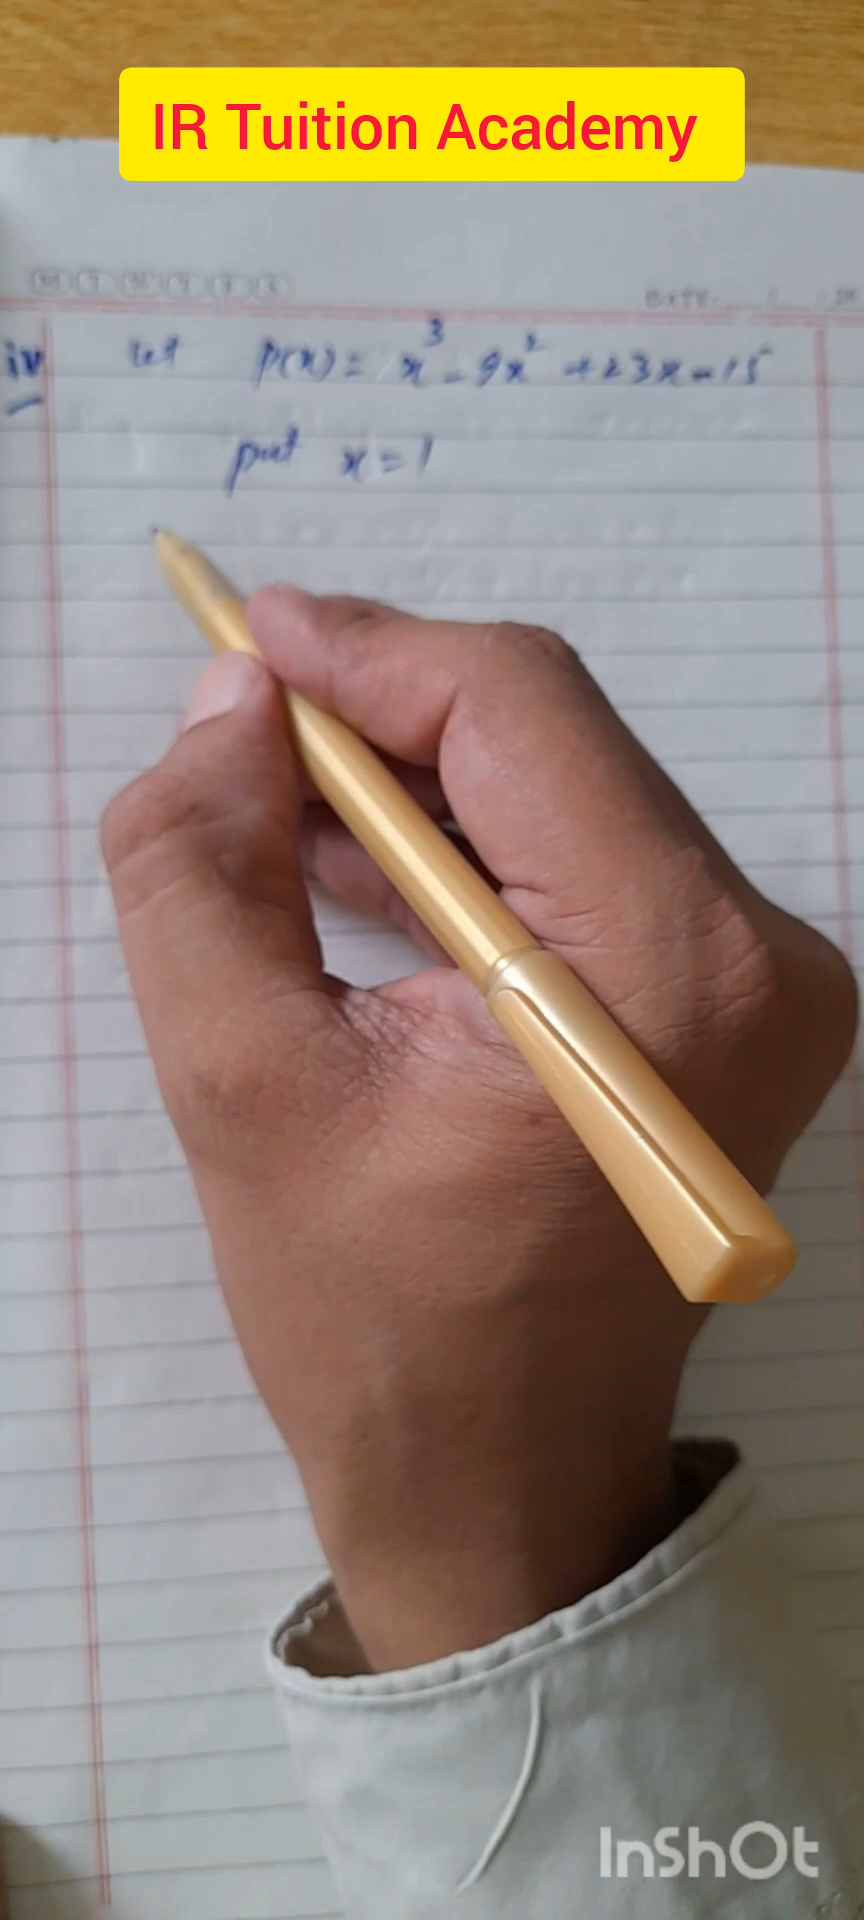 IR Tuition Academy
iv let p(x) = x³ - 9x² + 23x - 15
put x = 1
InShOt